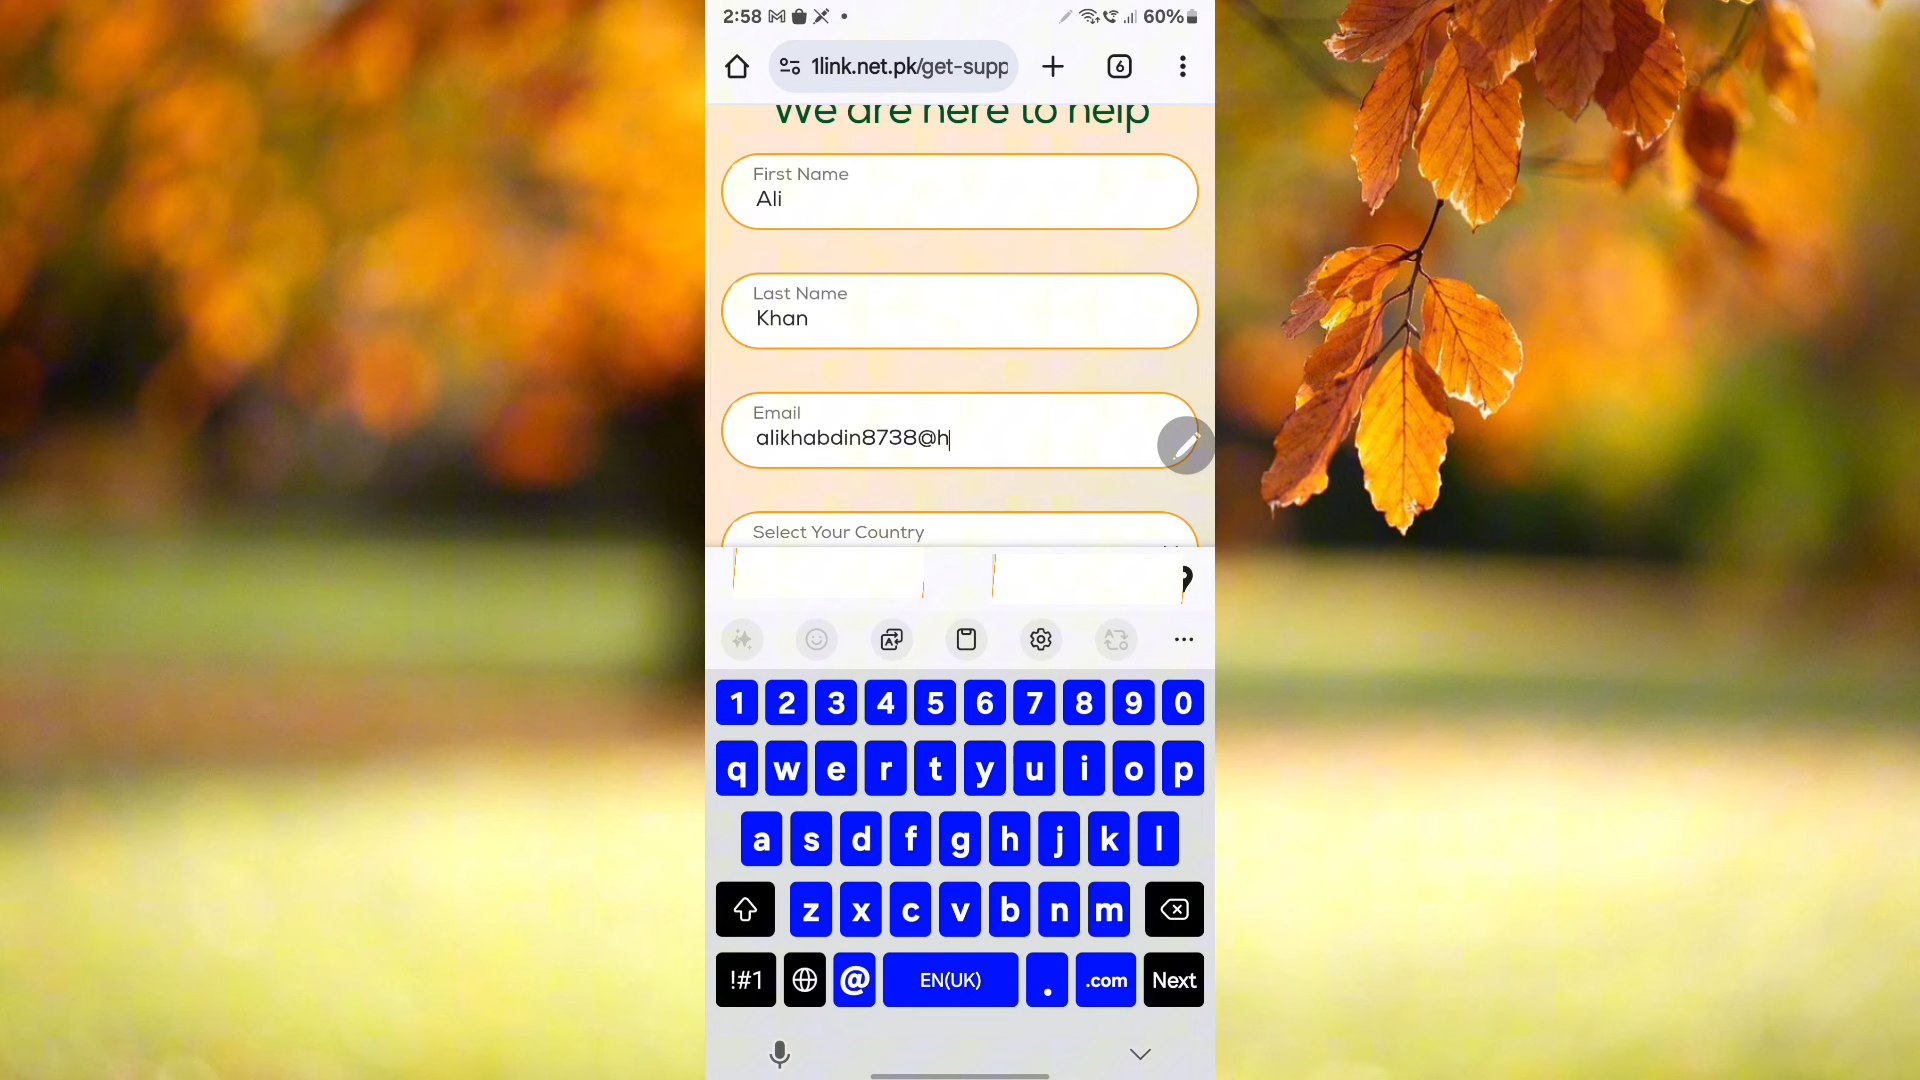 2:58 60%
1link.net.pk/get-supp 6
We are here to help
First Name
Ali
Last Name
Khan
Email
alikhabdin8738@h
Select Your Country
1 2 3 4 5 6 7 8 9 0
q w e r t y u i o p
a s d f g h j k l
z x c v b n m
!#1 @ EN(UK) . .com Next